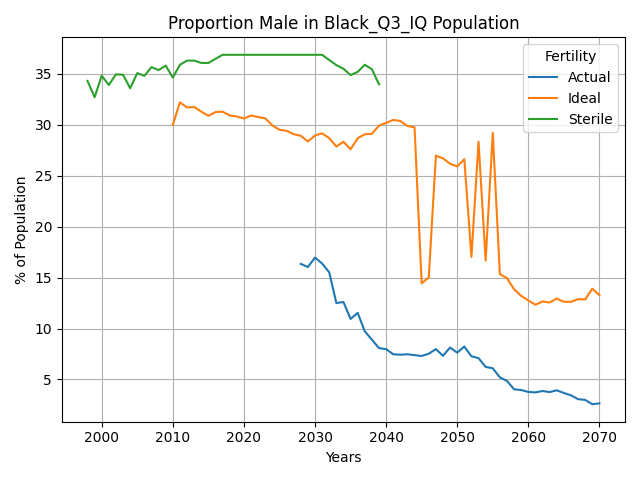 Proportion Male in Black_Q3_IQ Population
% of Population
35
30
25
20
15
10
5
Fertility
Actual
Ideal
Sterile
2000 2010 2020 2030 2040 2050 2060 2070
Years